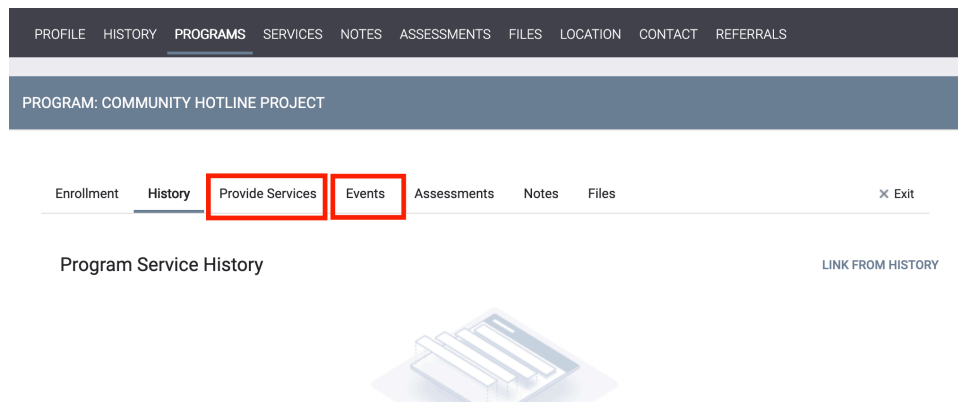 PROFILE HISTORY PROGRAMS SERVICES NOTES ASSESSMENTS FILES LOCATION CONTACT REFERRALS
PROGRAM: COMMUNITY HOTLINE PROJECT
Enrollment History Provide Services Events Assessments Notes Files × Exit
Program Service History LINK FROM HISTORY